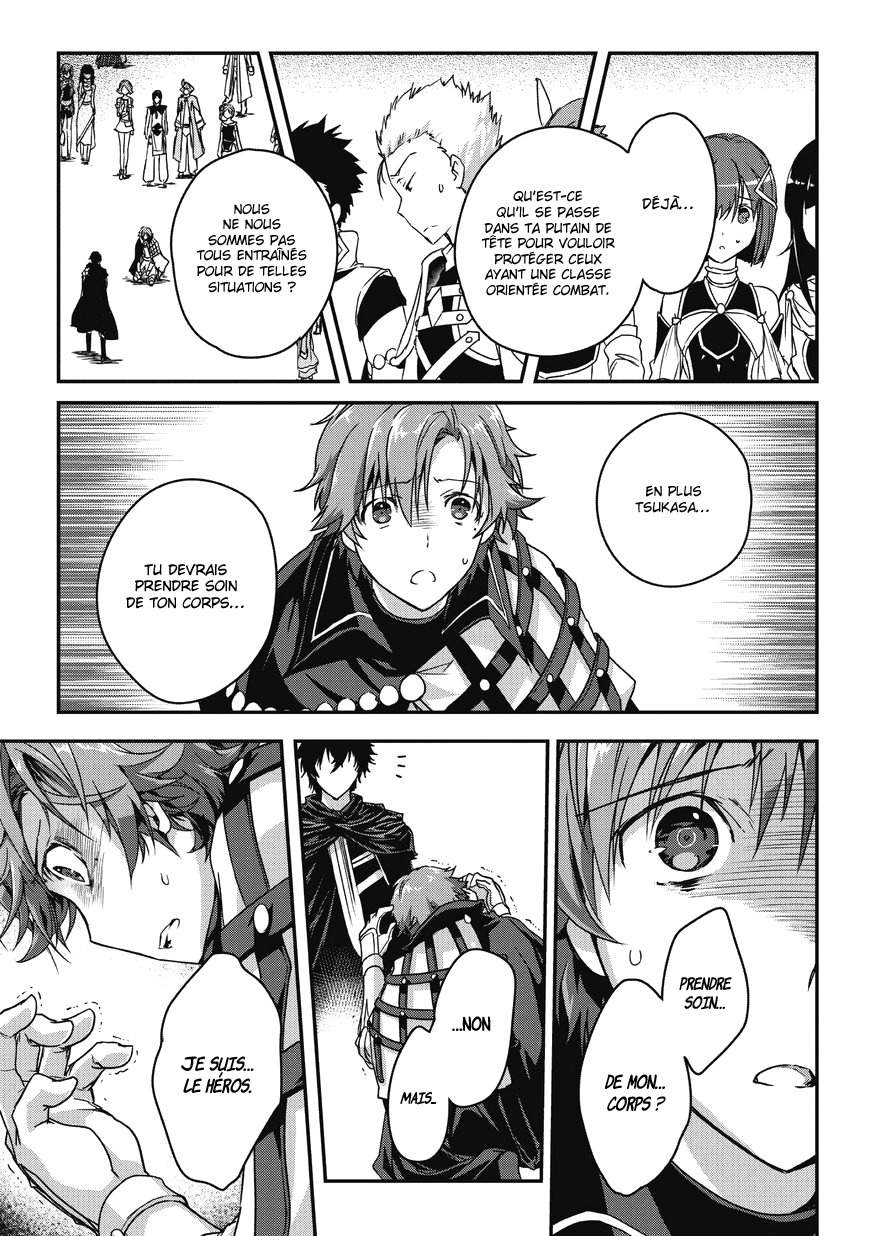 DÉJÀ...
QU'EST-CE
QU'IL SE PASSE
DANS TA PUTAIN DE
TÊTE POUR VOULOIR
PROTÉGER CEUX
AYANT UNE CLASSE
ORIENTÉE COMBAT.
NOUS
NE NOUS
SOMMES PAS
TOUS ENTRAÎNÉS
POUR DE TELLES
SITUATIONS ?
EN PLUS
TSUKASA...
TU DEVRAIS
PRENDRE SOIN
DE TON CORPS...
PRENDRE
SOIN...
DE MON...
CORPS ?
...NON
MAIS..
JE SUIS...
LE HÉROS.